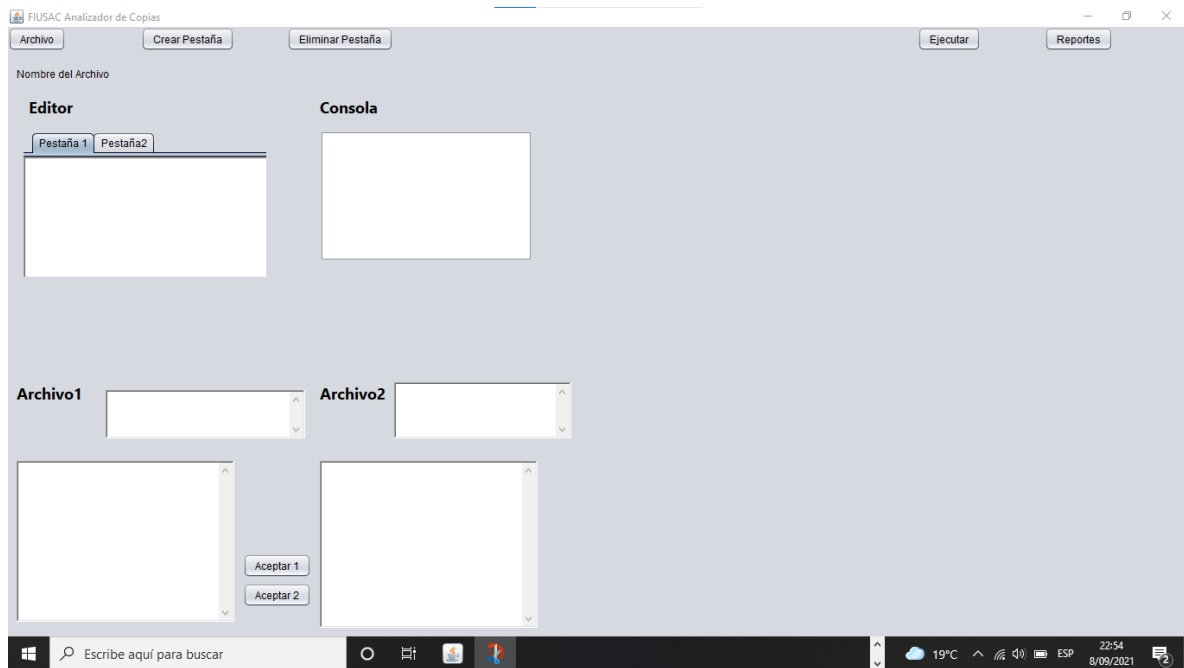 FIUSAC Analizador de Copias
Archivo Crear Pestaña Eliminar Pestaña Ejecutar Reportes
Nombre del Archivo
Editor Consola
Pestaña 1 Pestaña2
Archivo1 Archivo2
Aceptar 1
Aceptar 2
Escribe aquí para buscar 19°C ESP 22:54
8/09/2021 2